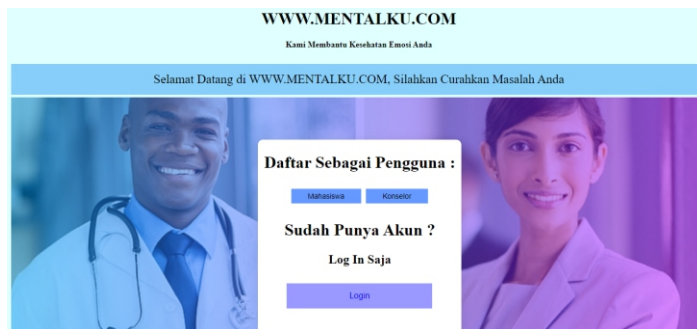 WWW.MENTALKU.COM
Kami Membantu Kesehatan Emosi Anda
Selamat Datang di WWW.MENTALKU.COM, Silahkan Curahkan Masalah Anda
Daftar Sebagai Pengguna :
Mahasiswa Konselor
Sudah Punya Akun ?
Log In Saja
Login